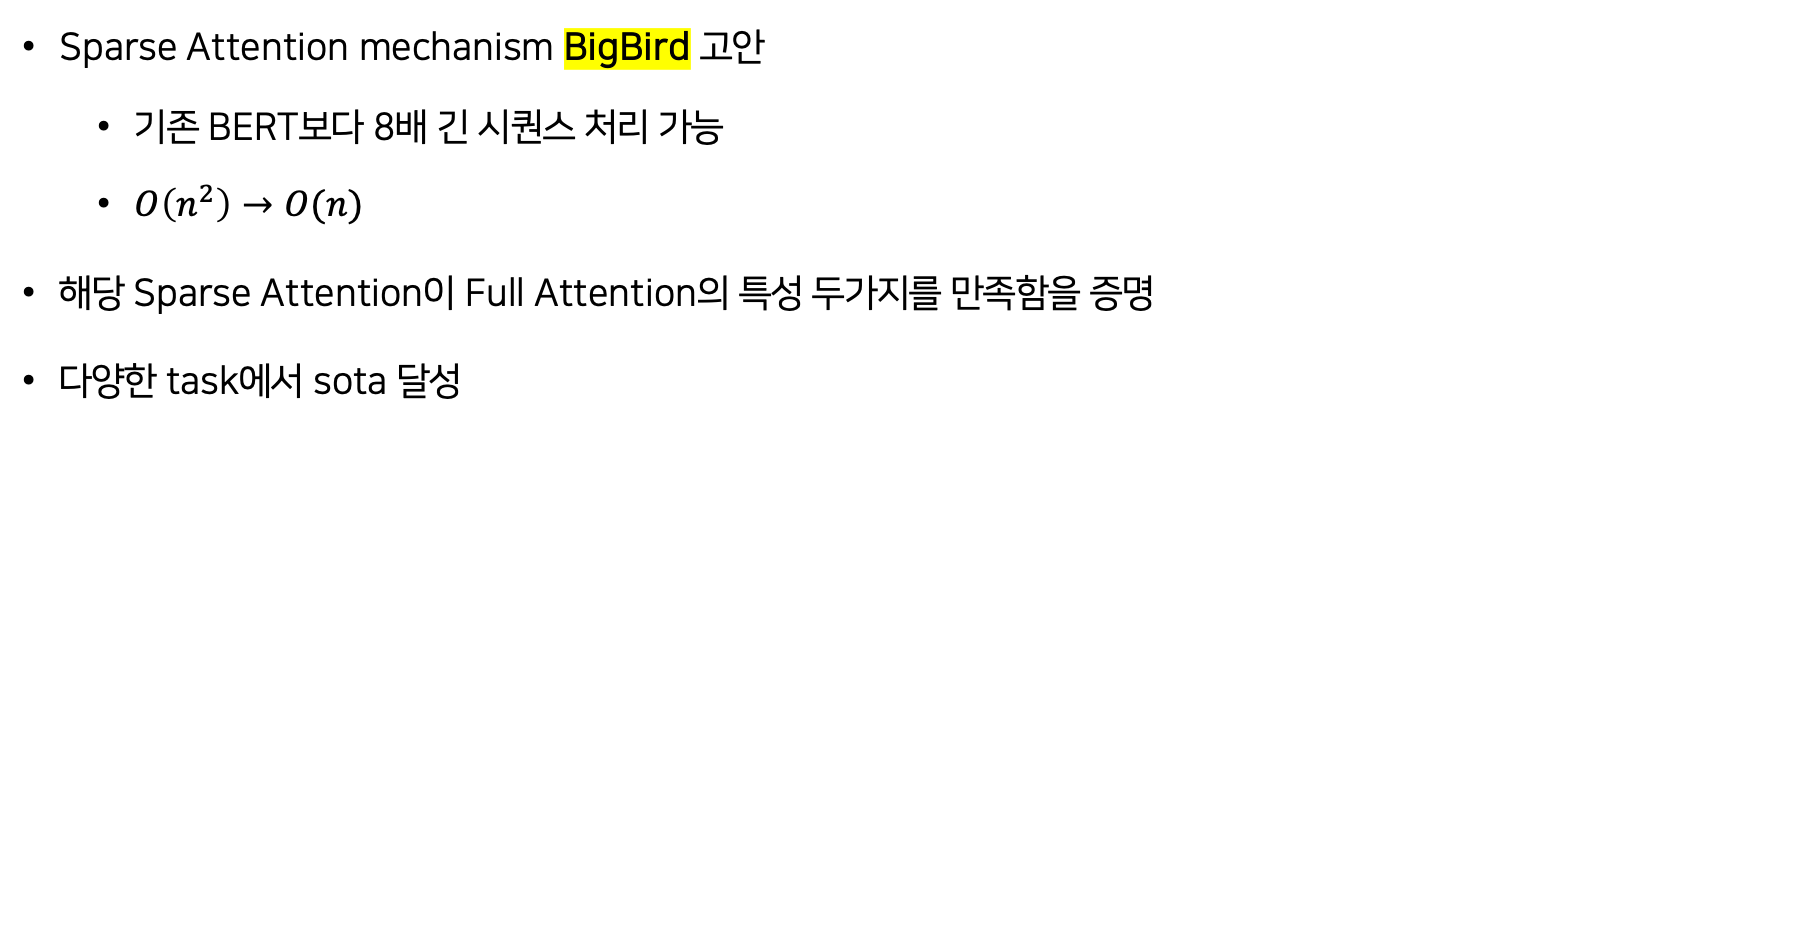 • Sparse Attention mechanism BigBird 고안
• 기존 BERT보다 8배 긴 시퀀스 처리 가능
• O(n²) → O(n)
• 해당 Sparse Attention이 Full Attention의 특성 두가지를 만족함을 증명
• 다양한 task에서 sota 달성